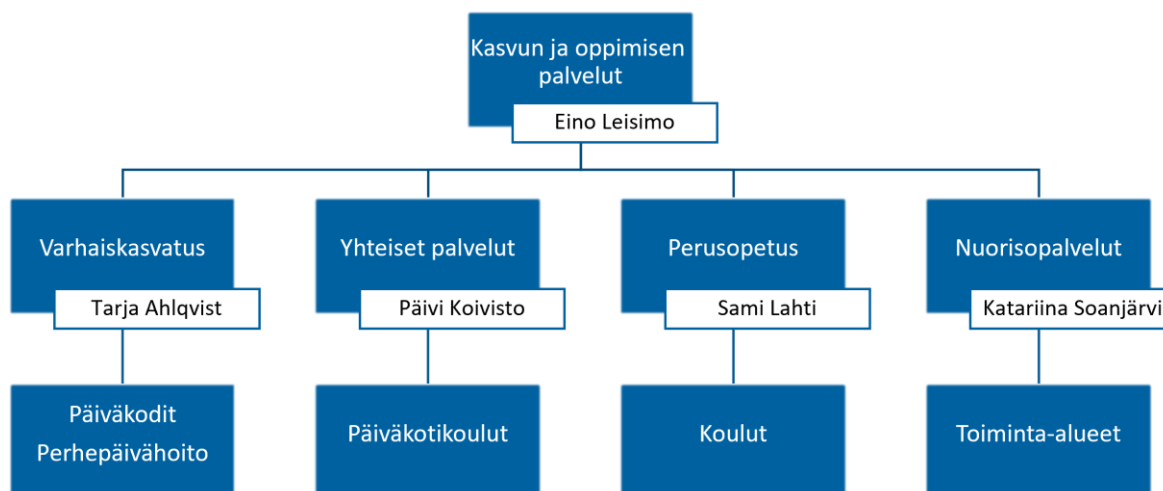 Kasvun ja oppimisen
palvelut
Eino Leisimo
Varhaiskasvatus
Tarja Ahlqvist
Yhteiset palvelut
Päivi Koivisto
Perusopetus
Sami Lahti
Nuorisopalvelut
Katariina Soanjärvi
Päiväkodit
Perhepäivähoito
Päiväkotikoulut
Koulut
Toiminta-alueet